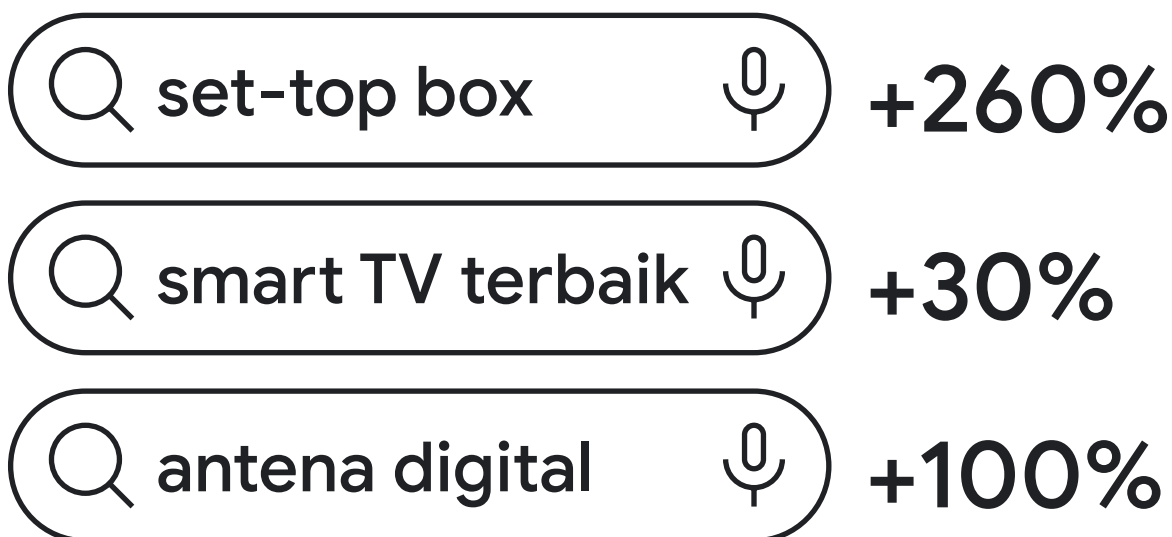 set-top box +260%
smart TV terbaik +30%
antena digital +100%